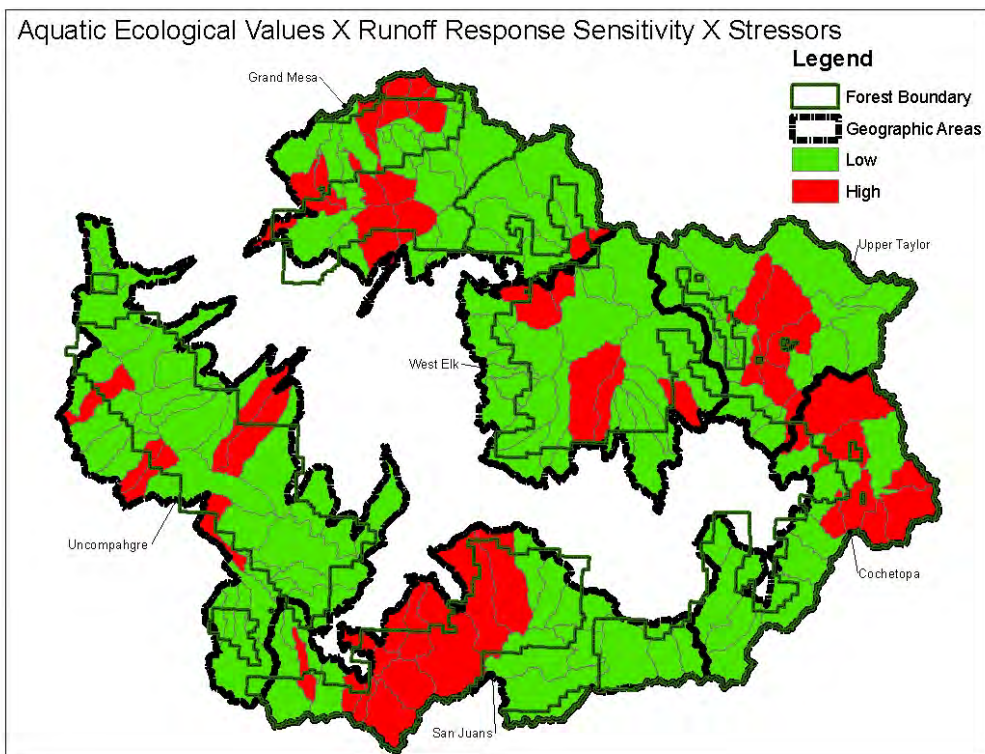 Aquatic Ecological Values X Runoff Response Sensitivity X Stressors
Legend
Forest Boundary
Geographic Areas
Low
High
Grand Mesa
Upper Taylor
West Elk
Uncompahgre
Cochetopa
San Juans